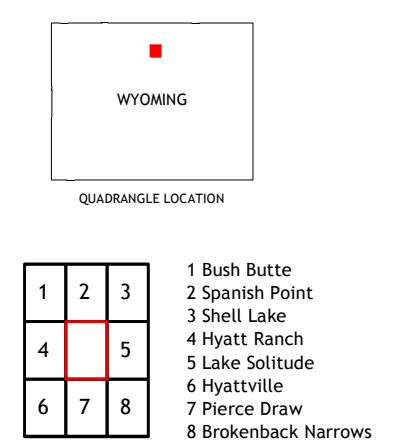 WYOMING
QUADRANGLE LOCATION
1 2 3
4 5
6 7 8
1 Bush Butte
2 Spanish Point
3 Shell Lake
4 Hyatt Ranch
5 Lake Solitude
6 Hyattville
7 Pierce Draw
8 Brokenback Narrows